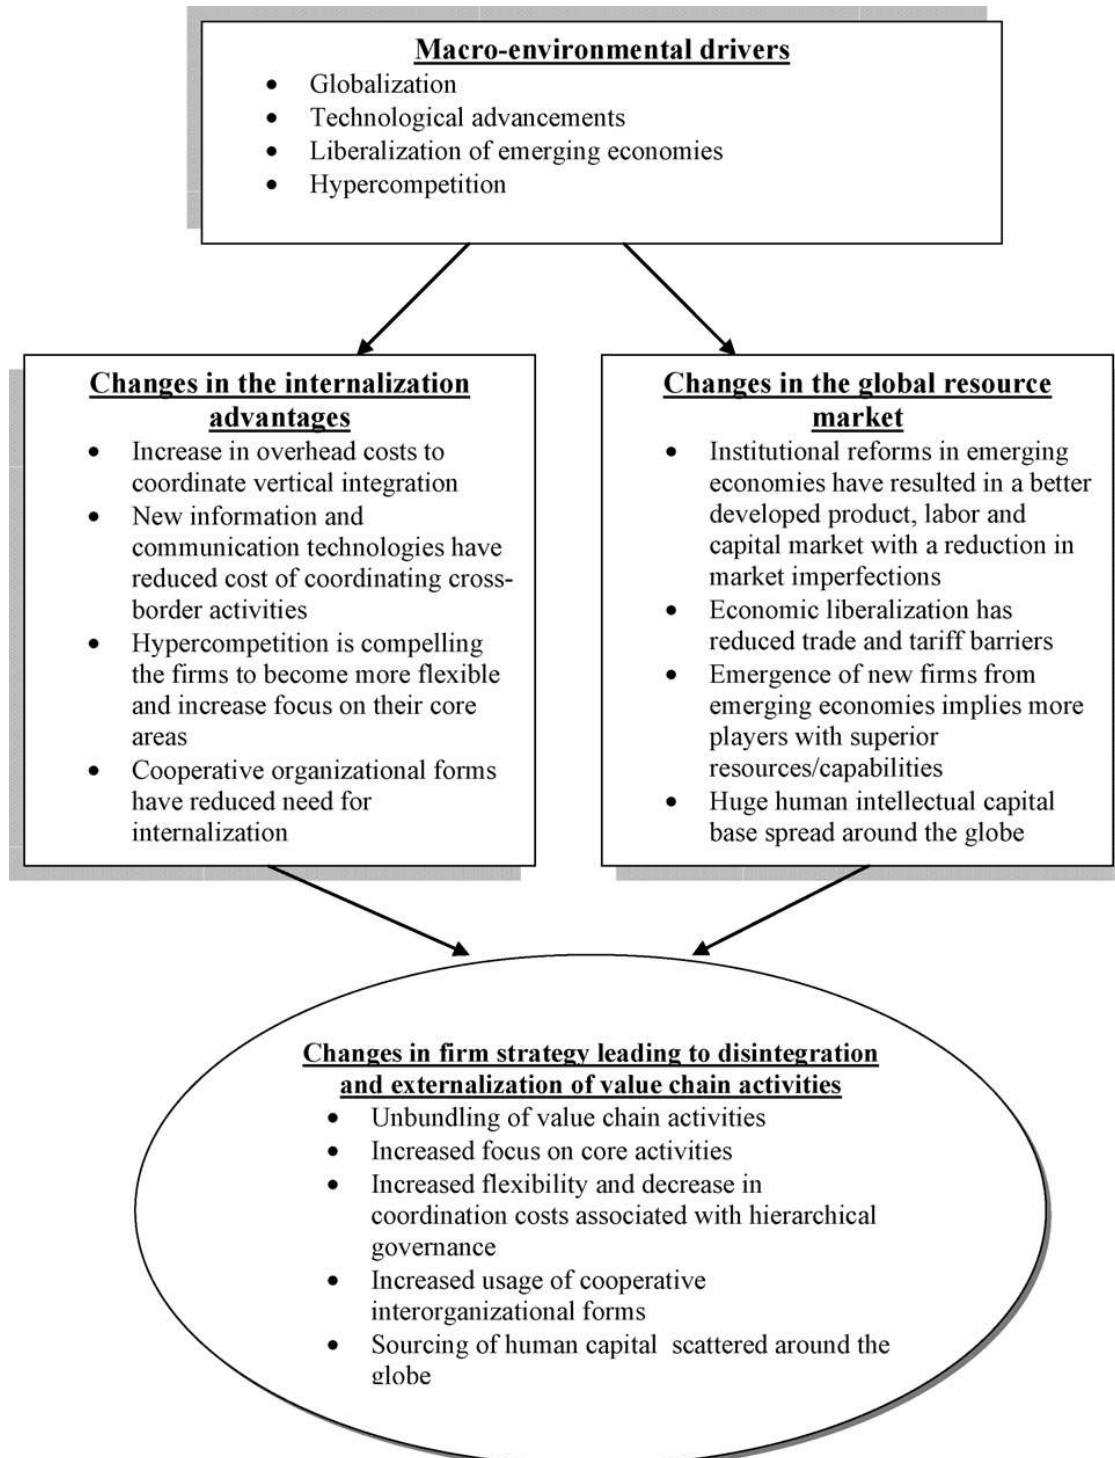 Macro-environmental drivers
• Globalization
• Technological advancements
• Liberalization of emerging economies
• Hypercompetition
Changes in the internalization
advantages
• Increase in overhead costs to
coordinate vertical integration
• New information and
communication technologies have
reduced cost of coordinating cross-
border activities
• Hypercompetition is compelling
the firms to become more flexible
and increase focus on their core
areas
• Cooperative organizational forms
have reduced need for
internalization
Changes in the global resource
market
• Institutional reforms in emerging
economies have resulted in a better
developed product, labor and
capital market with a reduction in
market imperfections
• Economic liberalization has
reduced trade and tariff barriers
• Emergence of new firms from
emerging economies implies more
players with superior
resources/capabilities
• Huge human intellectual capital
base spread around the globe
Changes in firm strategy leading to disintegration
and externalization of value chain activities
• Unbundling of value chain activities
• Increased focus on core activities
• Increased flexibility and decrease in
coordination costs associated with hierarchical
governance
• Increased usage of cooperative
interorganizational forms
• Sourcing of human capital scattered around the
globe